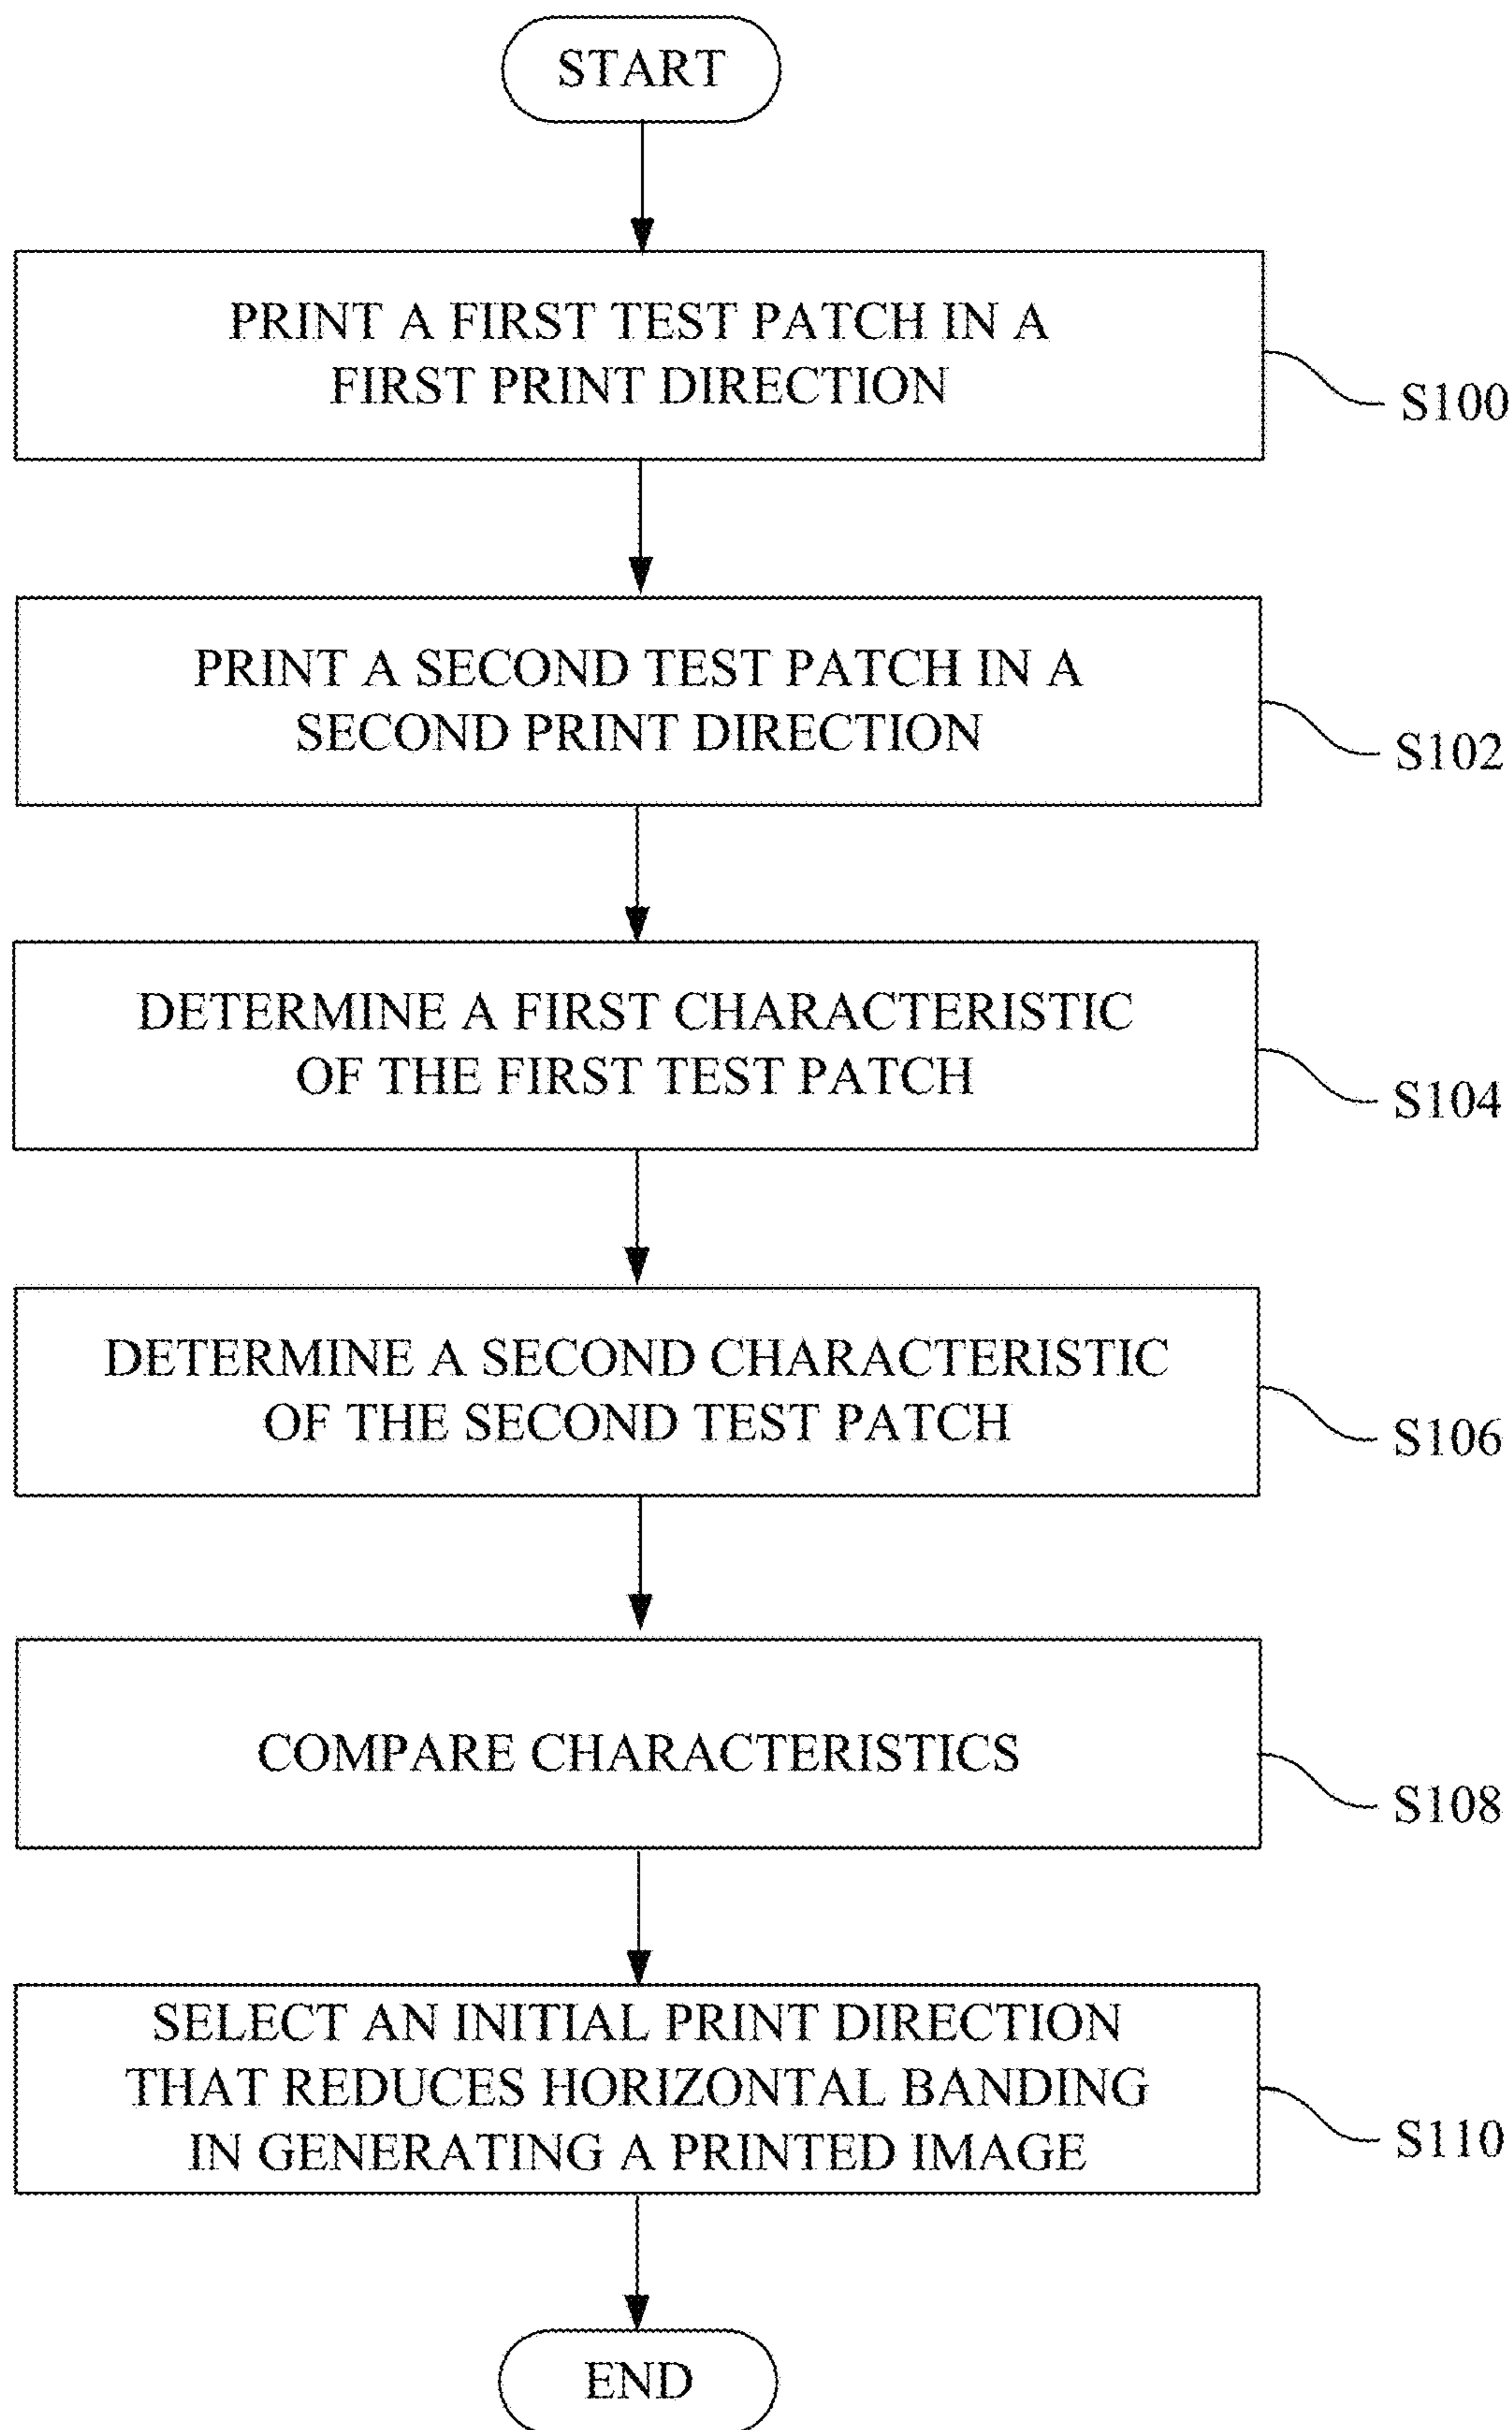 START
PRINT A FIRST TEST PATCH IN A
FIRST PRINT DIRECTION
S100
PRINT A SECOND TEST PATCH IN A
SECOND PRINT DIRECTION
S102
DETERMINE A FIRST CHARACTERISTIC
OF THE FIRST TEST PATCH
S104
DETERMINE A SECOND CHARACTERISTIC
OF THE SECOND TEST PATCH
S106
COMPARE CHARACTERISTICS
S108
SELECT AN INITIAL PRINT DIRECTION
THAT REDUCES HORIZONTAL BANDING
IN GENERATING A PRINTED IMAGE
S110
END